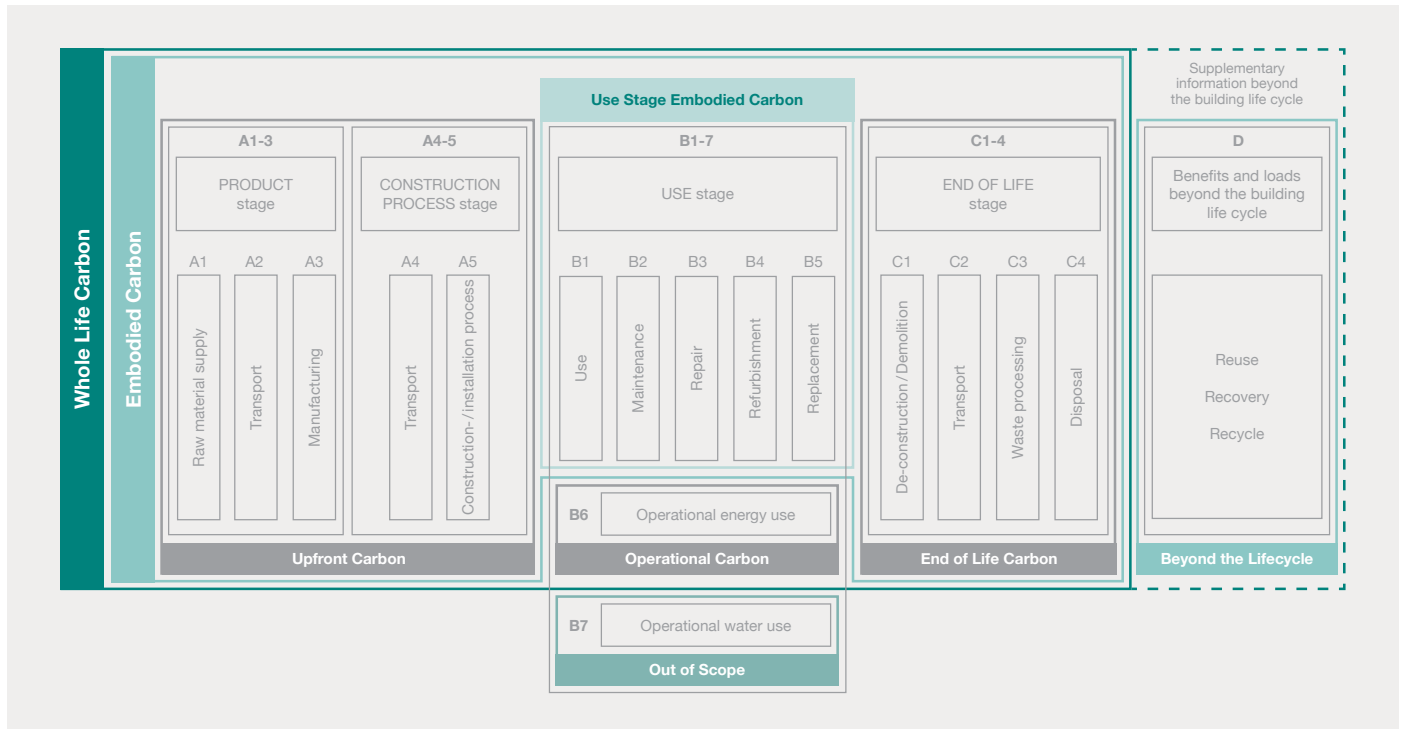 Whole Life Carbon
Embodied Carbon
Supplementary
information beyond
the building life cycle
Use Stage Embodied Carbon
A1-3
PRODUCT
stage
A1
A2
A3
Raw material supply
Transport
Manufacturing
A4-5
CONSTRUCTION
PROCESS stage
A4
A5
Transport
Construction-/installation process
Upfront Carbon
B1-7
USE stage
B1
B2
B3
B4
B5
Use
Maintenance
Repair
Refurbishment
Replacement
B6
Operational energy use
Operational Carbon
B7
Operational water use
Out of Scope
C1-4
END OF LIFE
stage
C1
C2
C3
C4
De-construction/Demolition
Transport
Waste processing
Disposal
End of Life Carbon
D
Benefits and loads
beyond the building
life cycle
Reuse
Recovery
Recycle
Beyond the Lifecycle